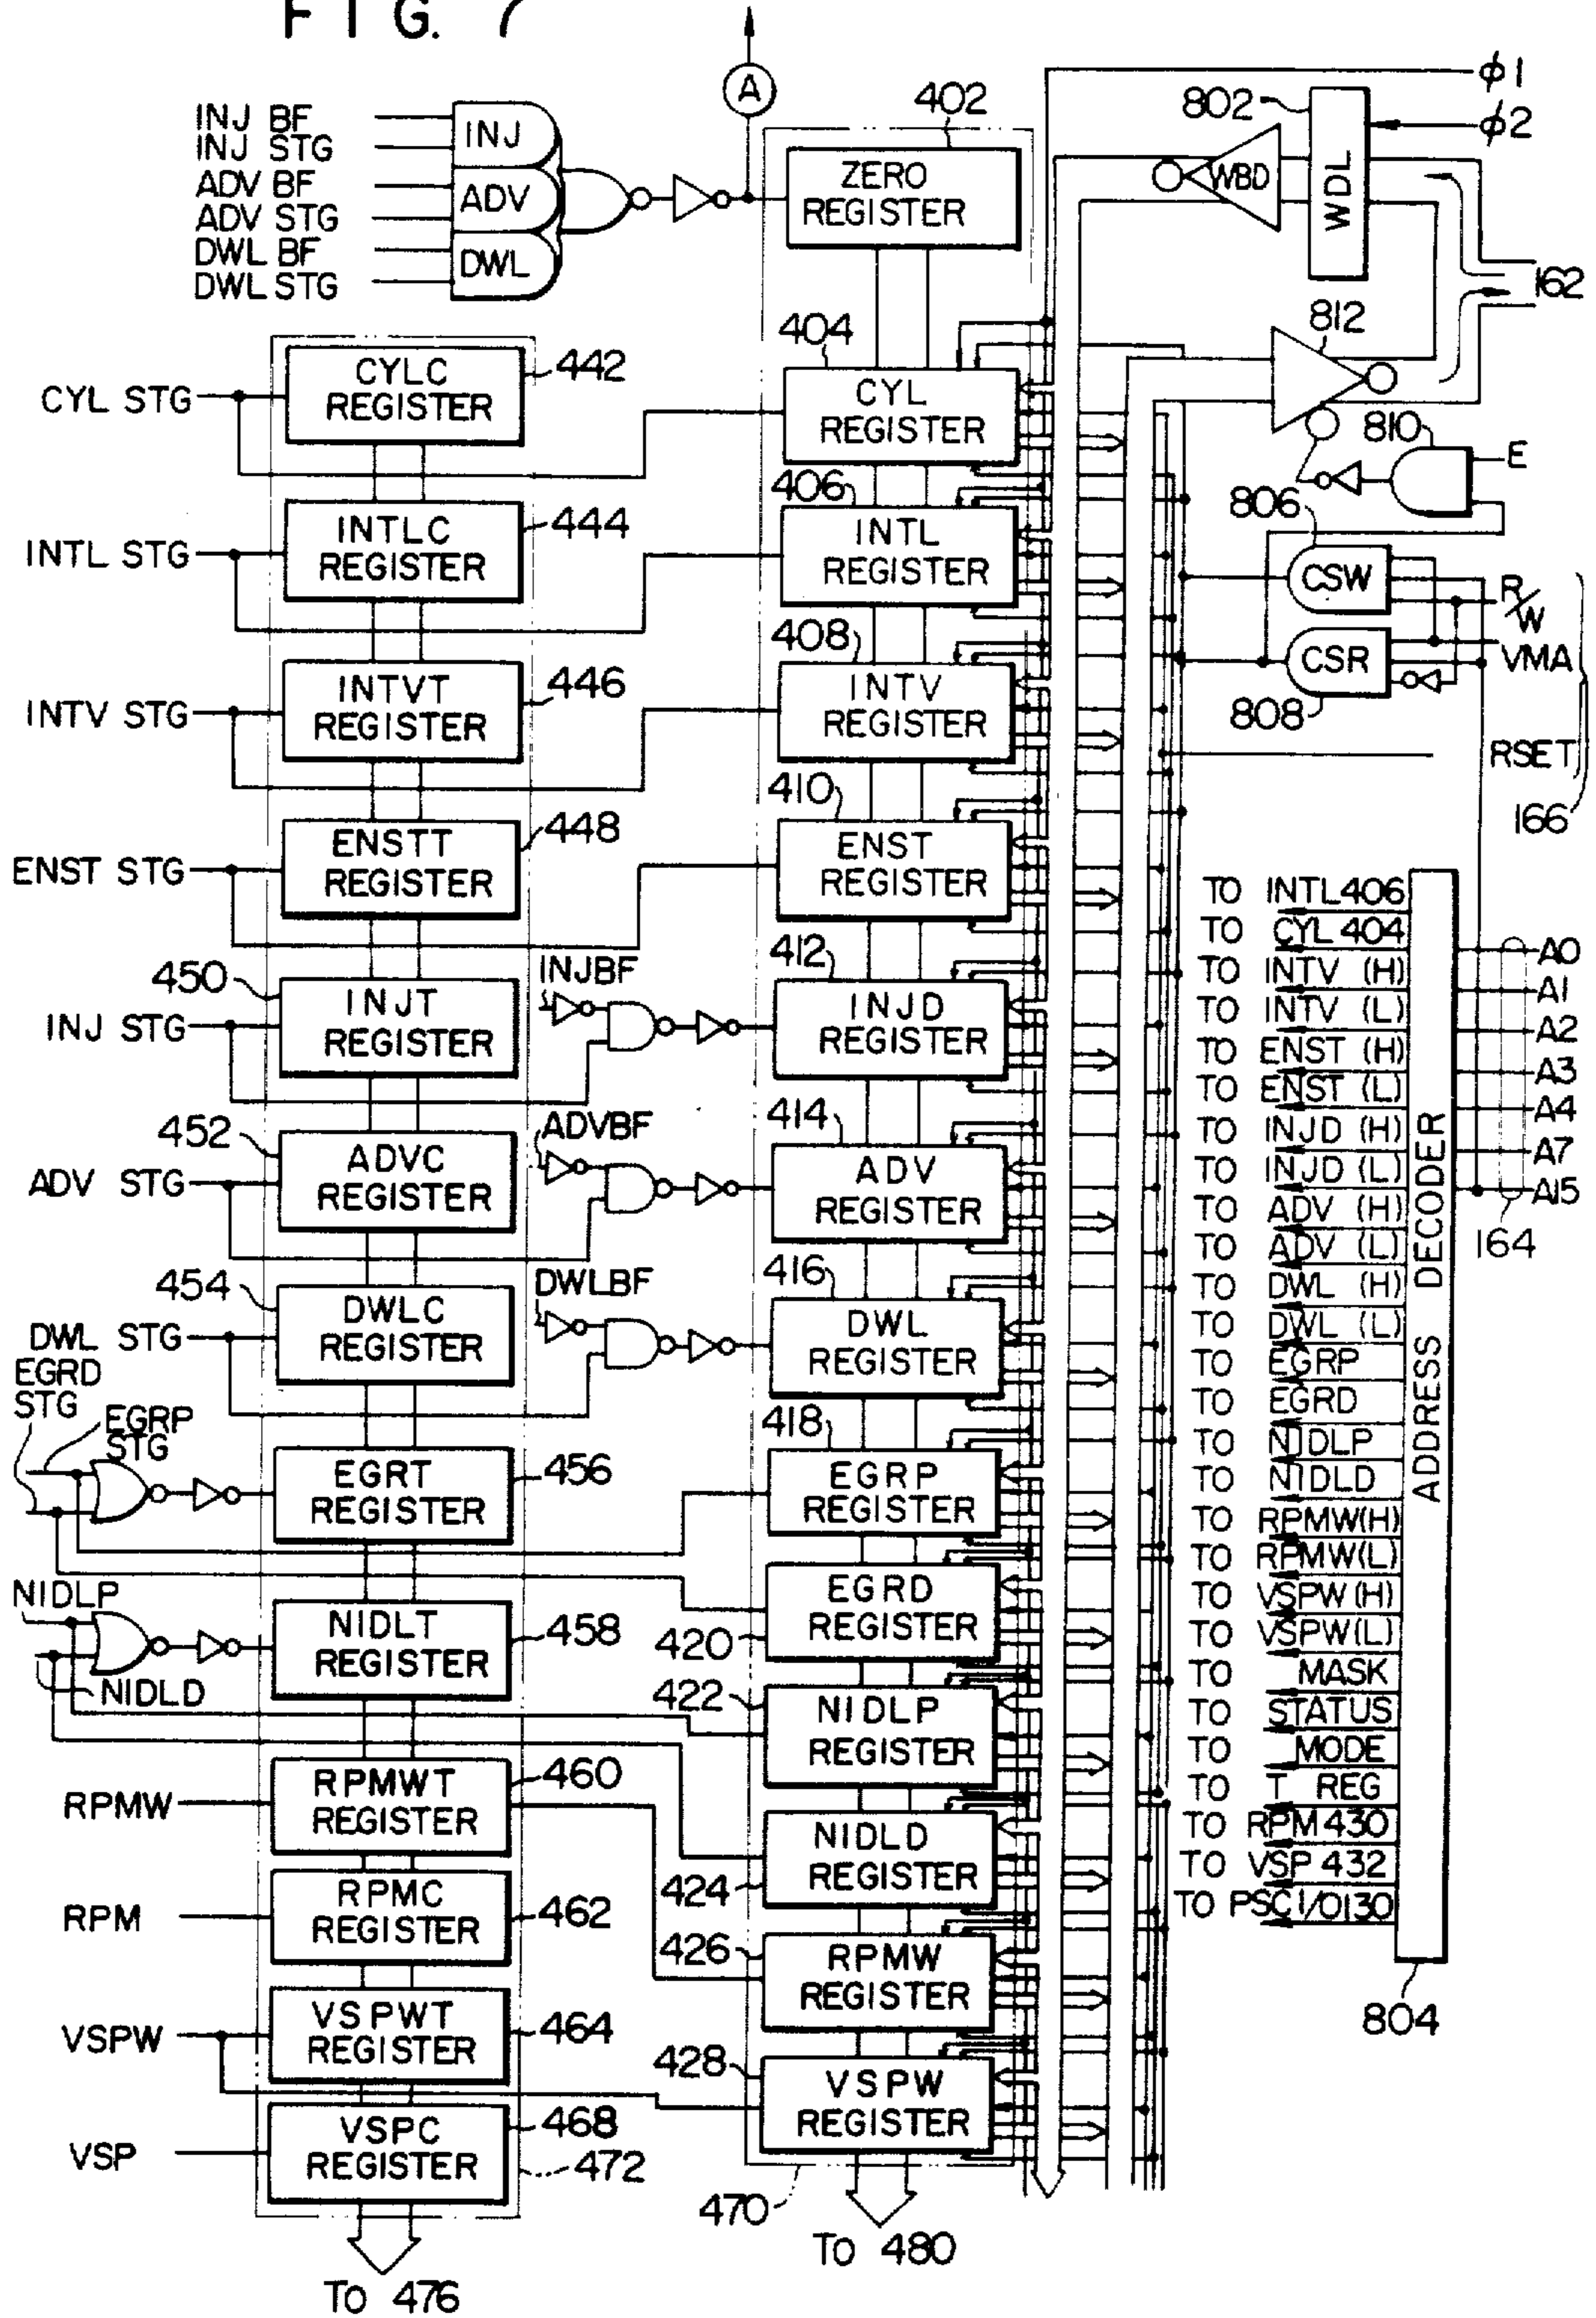 FIG. 7
INJ BF
INJ STG
ADV BF
ADV STG
DWL BF
DWL STG
INJ
ADV
DWL
A
402
ZERO
REGISTER
φ1
802
φ2
WBD
WDL
162
812
404
CYL STG
CYLC
REGISTER
442
CYL
REGISTER
810
E
406
806
INTL STG
INTLC
REGISTER
444
INTL
REGISTER
CSW
R/W
408
CSR
VMA
808
INTV STG
INTVT
REGISTER
446
INTV
REGISTER
RSET
410
166
ENST STG
ENSTT
REGISTER
448
ENST
REGISTER
450
INJBF
412
INJ STG
INJT
REGISTER
INJD
REGISTER
452
ADVBF
414
ADV STG
ADVC
REGISTER
ADV
REGISTER
454
DWLBF
416
DWL STG
DWLC
REGISTER
DWL
REGISTER
EGRD
STG
EGRP
STG
418
EGRT
REGISTER
456
EGRP
REGISTER
NIDLP
NIDLD
NIDLT
REGISTER
458
EGRD
REGISTER
420
422
NIDLP
REGISTER
RPMW
RPMWT
REGISTER
460
NIDLD
REGISTER
424
RPM
RPMC
REGISTER
462
426
RPMW
REGISTER
VSPW
VSPWT
REGISTER
464
428
VSPW
REGISTER
VSP
VSPC
REGISTER
468
472
470
TO 480
TO 476
TO INTL406
TO CYL 404
TO INTV (H)
TO INTV (L)
TO ENST (H)
TO ENST (L)
TO INJD (H)
TO INJD (L)
TO ADV (H)
TO ADV (L)
TO DWL (H)
TO DWL (L)
TO EGRP
TO EGRD
TO NIDLP
TO NIDLD
TO RPMW(H)
TO RPMW(L)
TO VSPW(H)
TO VSPW(L)
TO MASK
TO STATUS
TO MODE
TO T REG
TO RPM430
TO VSP 432
TO PSCI/O130
ADDRESS DECODER
A0
A1
A2
A3
A4
A7
A15
164
804